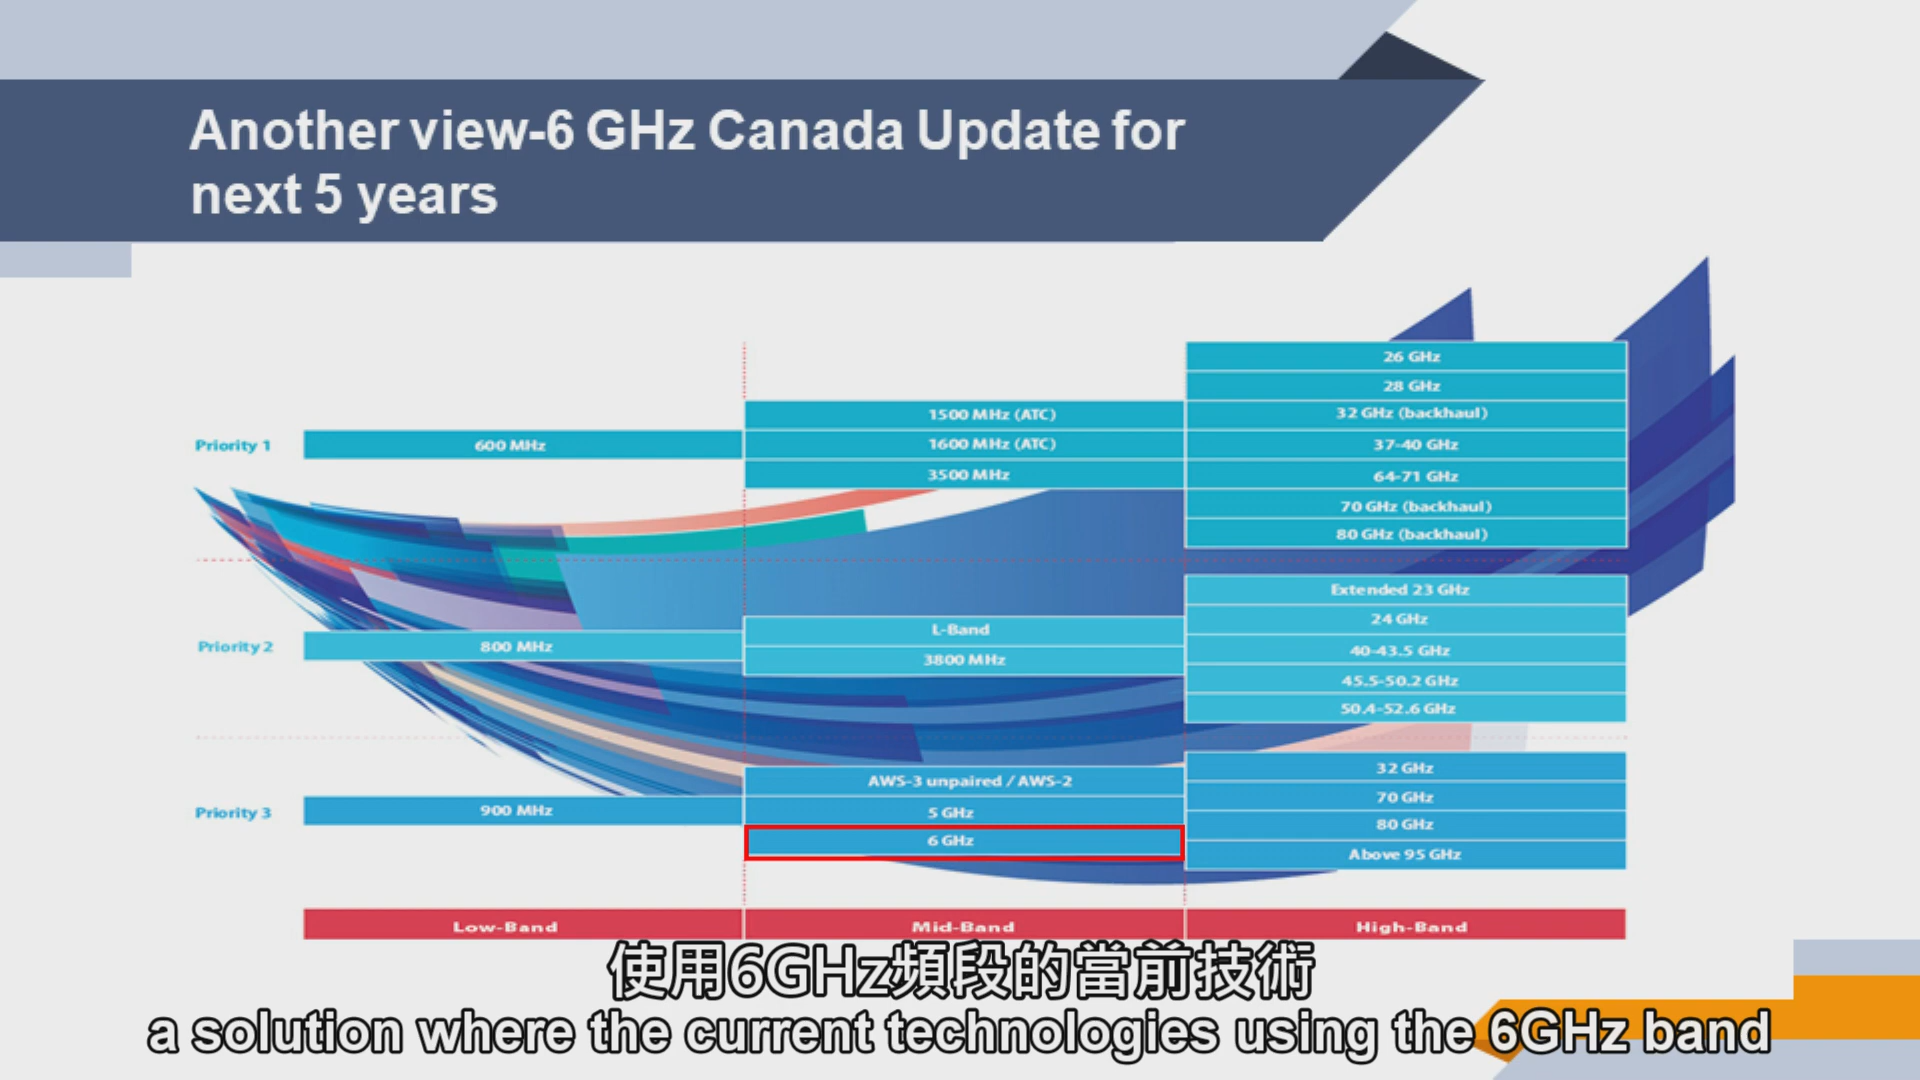 Another view-6 GHz Canada Update for
next 5 years
Priority 1
600 MHz
1500 MHz (ATC)
1600 MHz (ATC)
3500 MHz
26 GHz
28 GHz
32 GHz (backhaul)
37-40 GHz
64-71 GHz
70 GHz (backhaul)
80 GHz (backhaul)
Priority 2
800 MHz
L-Band
3800 MHz
Extended 23 GHz
24 GHz
40-43.5 GHz
45.5-50.2 GHz
50.4-52.6 GHz
Priority 3
900 MHz
AWS-3 unpaired / AWS-2
5 GHz
6 GHz
32 GHz
70 GHz
80 GHz
Above 95 GHz
Low-Band
Mid-Band
High-Band
使用6GHz頻段的當前技術
a solution where the current technologies using the 6GHz band